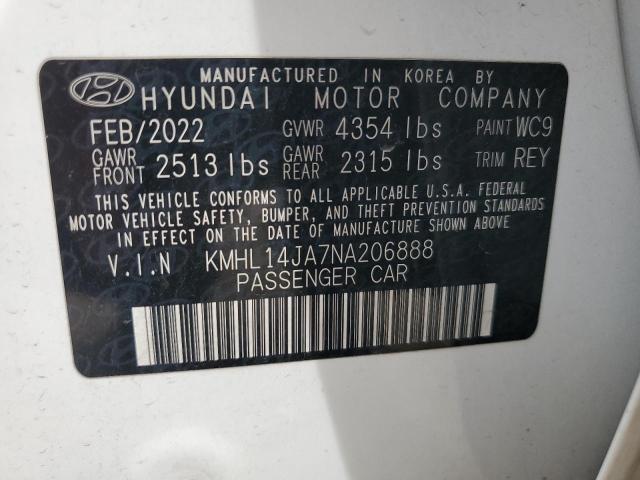 MANUFACTURED IN KOREA BY
HYUNDAI MOTOR COMPANY
FEB/2022 GVWR 4354 lbs PAINT WC9
GAWR FRONT 2513 lbs GAWR REAR 2315 lbs TRIM REY
THIS VEHICLE CONFORMS TO ALL APPLICABLE U.S.A. FEDERAL
MOTOR VEHICLE SAFETY, BUMPER, AND THEFT PREVENTION STANDARDS
IN EFFECT ON THE DATE OF MANUFACTURE SHOWN ABOVE.
V.I.N KMHL14JA7NA206888
PASSENGER CAR